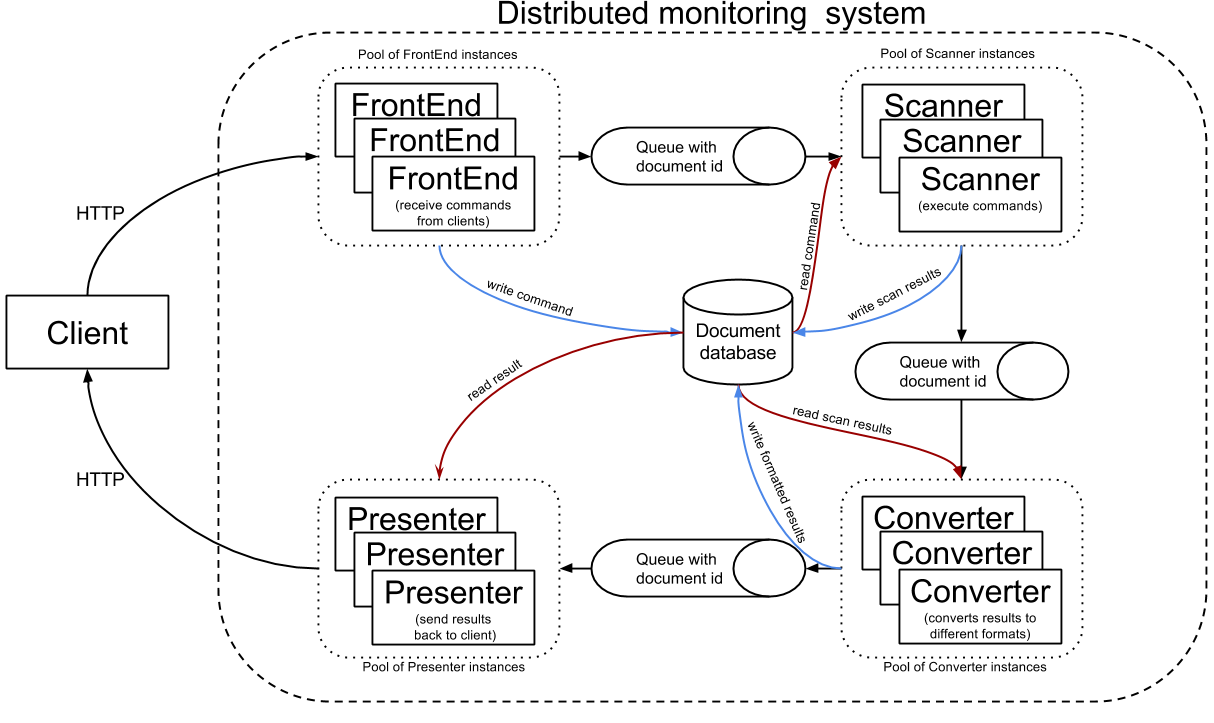 Distributed monitoring  system
Pool of FrontEnd instances
Pool of Scanner instances
FrontEnd
FrontEnd
FrontEnd
(receive commands
from clients)
Queue with
document id
Scanner
Scanner
Scanner
(execute commands)
HTTP
write command
read command
write scan results
Client
Document
database
Queue with
document id
read result
read scan results
write formatted results
HTTP
Presenter
Presenter
Presenter
(send results
back to client)
Queue with
document id
Converter
Converter
Converter
(converts results to
different formats)
Pool of Presenter instances
Pool of Converter instances